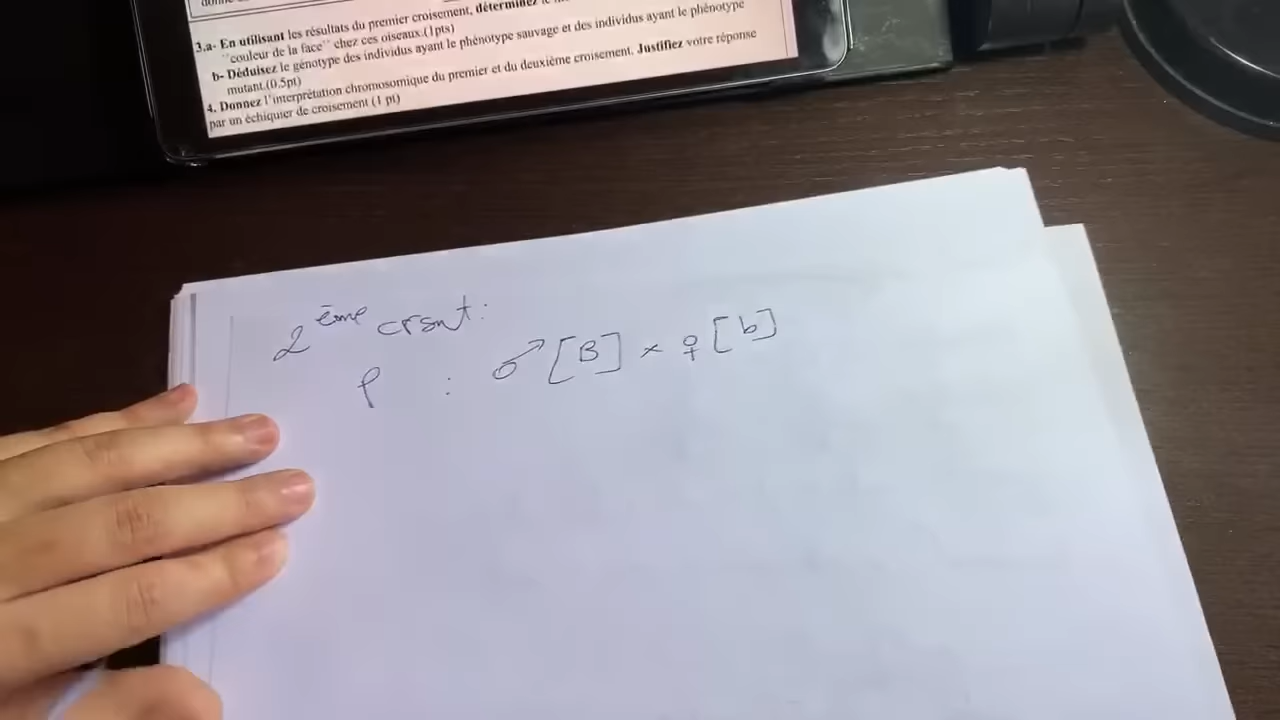 3.a- En utilisant les résultats du premier croisement, déterminez le
"couleur de la face" chez ces oiseaux.(1pts)
b- Déduisez le génotype des individus ayant le phénotype sauvage et des individus ayant le phénotype
mutant.(0.5pt)
4. Donnez l'interprétation chromosomique du premier et du deuxième croisement. Justifiez votre réponse
par un échiquier de croisement (1 pt)
2ème crsnt:
P : ♂ [B] × ♀ [b]